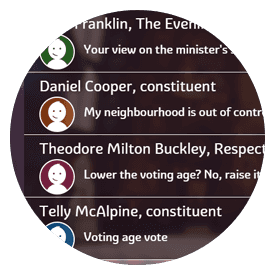 Franklin, The Evenin
Your view on the minister's
Daniel Cooper, constituent
My neighbourhood is out of contr
Theodore Milton Buckley, Respect
Lower the voting age? No, raise it
Telly McAlpine, constituent
Voting age vote